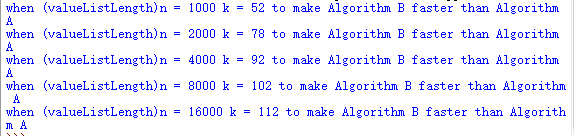 when (valueListLength)n = 1000 k = 52 to make Algorithm B faster than Algorithm
A
when (valueListLength)n = 2000 k = 78 to make Algorithm B faster than Algorithm
A
when (valueListLength)n = 4000 k = 92 to make Algorithm B faster than Algorithm
A
when (valueListLength)n = 8000 k = 102 to make Algorithm B faster than Algorithm
A
when (valueListLength)n = 16000 k = 112 to make Algorithm B faster than Algorith
m A